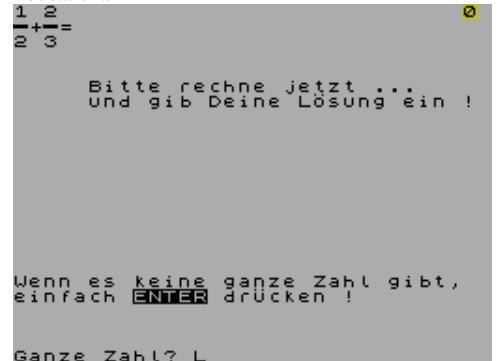 1 2 0
-+-=
2 3
Bitte rechne jetzt ...
und gib Deine Lösung ein !
Wenn es keine ganze Zahl gibt,
einfach ENTER drücken !
Ganze Zahl? L